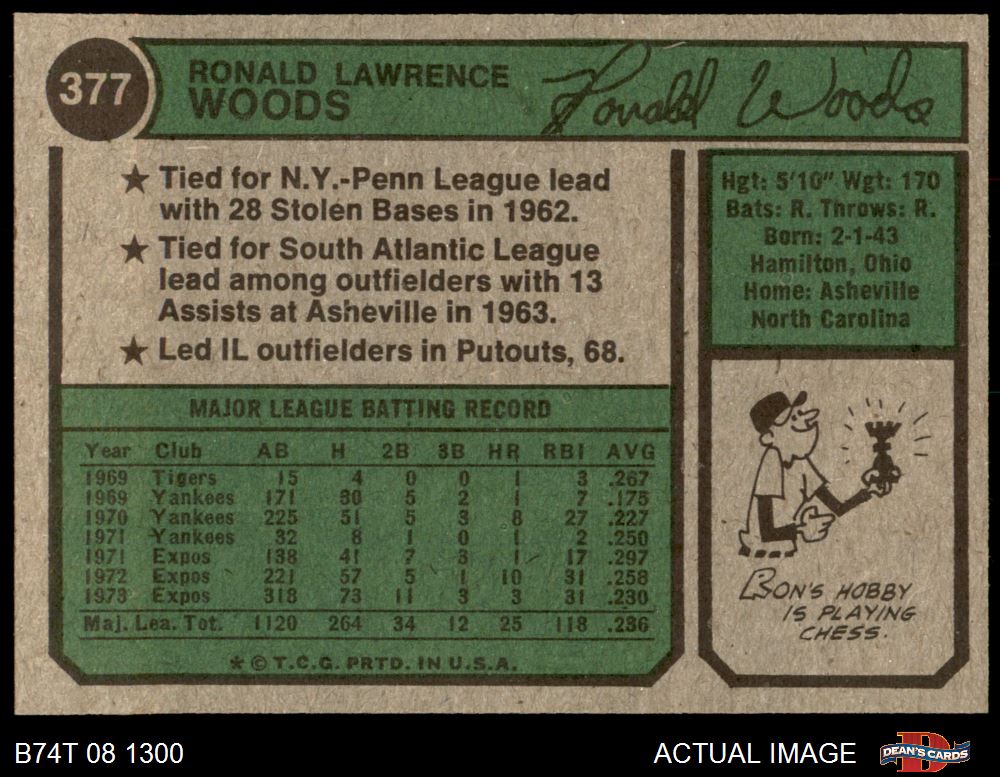 377
RONALD LAWRENCE
WOODS
Ronald Woods
★ Tied for N.Y.-Penn League lead
with 28 Stolen Bases in 1962.
★ Tied for South Atlantic League
lead among outfielders with 13
Assists at Asheville in 1963.
★ Led IL outfielders in Putouts, 68.
Hgt: 5'10" Wgt: 170
Bats: R. Throws: R.
Born: 2-1-43
Hamilton, Ohio
Home: Asheville
North Carolina
MAJOR LEAGUE BATTING RECORD
Year Club AB H 2B 3B HR RBI AVG
1969 Tigers 15 4 0 0 1 3 .267
1969 Yankees 171 30 5 2 1 7 .175
1970 Yankees 225 51 5 3 8 27 .227
1971 Yankees 32 8 1 0 1 2 .250
1971 Expos 138 41 7 3 1 17 .297
1972 Expos 221 57 5 1 10 31 .258
1973 Expos 318 73 11 3 3 31 .230
Maj. Lea. Tot. 1120 264 34 12 25 118 .236
★ © T.C.G. PRTD. IN U.S.A.
RON'S HOBBY
IS PLAYING
CHESS.
B74T 08 1300
ACTUAL IMAGE
DEAN'S CARDS